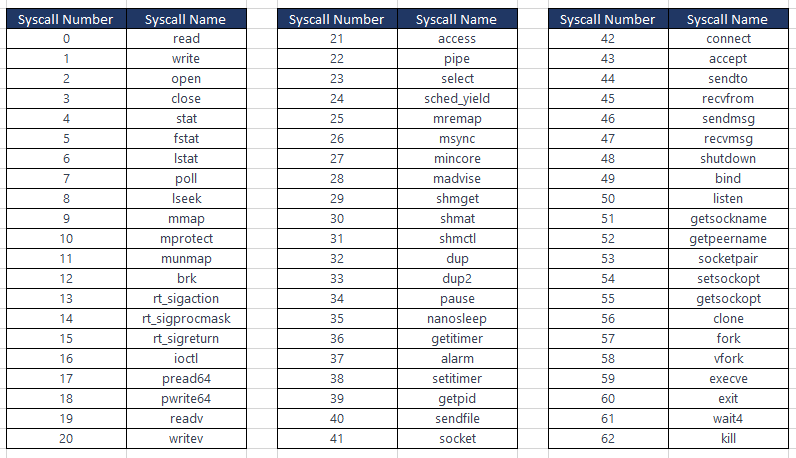 Syscall Number Syscall Name Syscall Number Syscall Name Syscall Number Syscall Name
0 read 21 access 42 connect
1 write 22 pipe 43 accept
2 open 23 select 44 sendto
3 close 24 sched_yield 45 recvfrom
4 stat 25 mremap 46 sendmsg
5 fstat 26 msync 47 recvmsg
6 lstat 27 mincore 48 shutdown
7 poll 28 madvise 49 bind
8 lseek 29 shmget 50 listen
9 mmap 30 shmat 51 getsockname
10 mprotect 31 shmctl 52 getpeername
11 munmap 32 dup 53 socketpair
12 brk 33 dup2 54 setsockopt
13 rt_sigaction 34 pause 55 getsockopt
14 rt_sigprocmask 35 nanosleep 56 clone
15 rt_sigreturn 36 getitimer 57 fork
16 ioctl 37 alarm 58 vfork
17 pread64 38 setitimer 59 execve
18 pwrite64 39 getpid 60 exit
19 readv 40 sendfile 61 wait4
20 writev 41 socket 62 kill